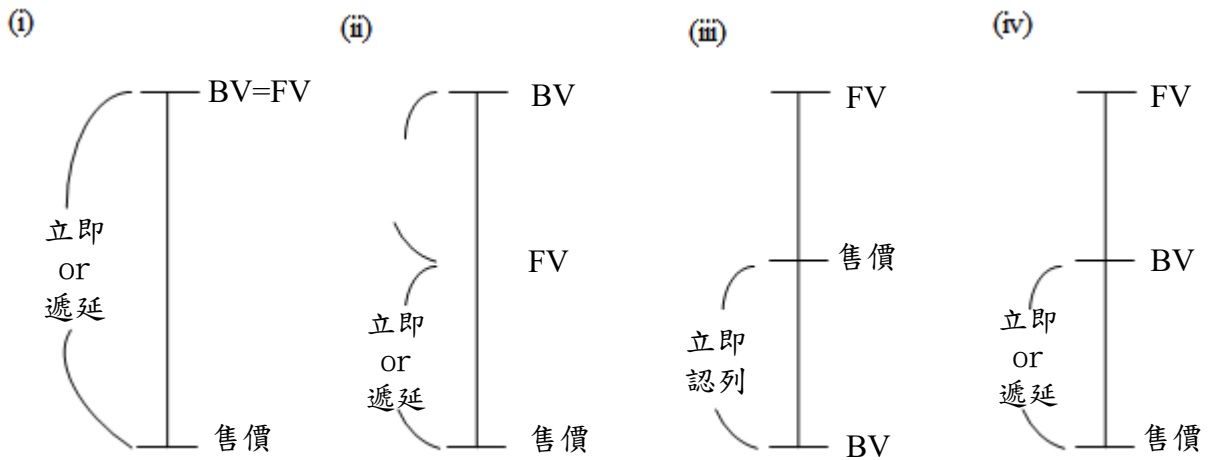 (i)
BV=FV
立即
or
遞延
售價
(ii)
BV
FV
立即
or
遞延
售價
(iii)
FV
售價
立即
認列
BV
(iv)
FV
BV
立即
or
遞延
售價